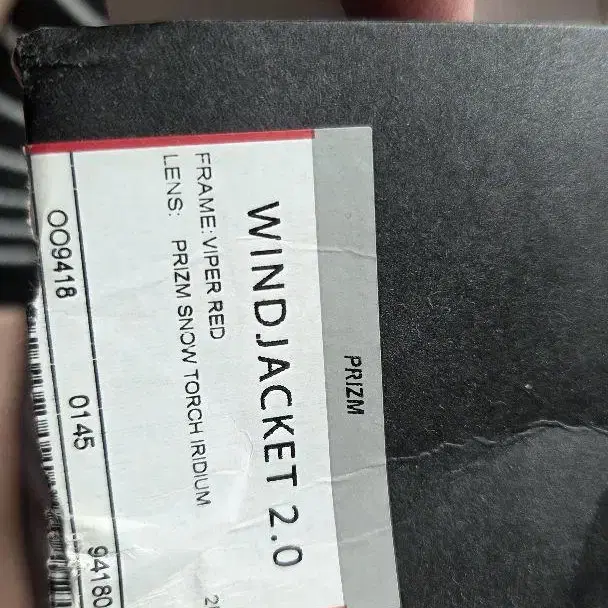 PRIZM
WINDJACKET 2.0
FRAME: VIPER RED
LENS: PRIZM SNOW TORCH IRIDIUM
OO9418 0145 94180